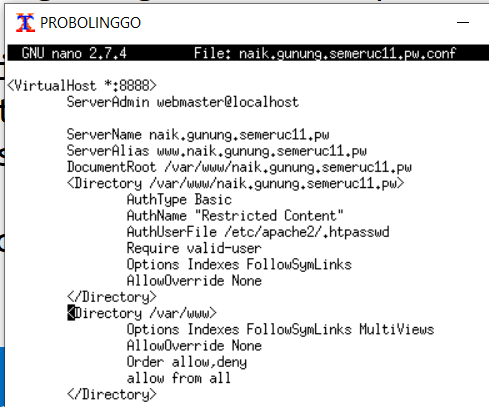 PROBOLINGGO
GNU nano 2.7.4 File: naik.gunung.semeruc11.pw.conf
<VirtualHost *:8888>
ServerAdmin webmaster@localhost
ServerName naik.gunung.semeruc11.pw
ServerAlias www.naik.gunung.semeruc11.pw
DocumentRoot /var/www/naik.gunung.semeruc11.pw
<Directory /var/www/naik.gunung.semeruc11.pw>
AuthType Basic
AuthName "Restricted Content"
AuthUserFile /etc/apache2/.htpasswd
Require valid-user
Options Indexes FollowSymLinks
AllowOverride None
</Directory>
<Directory /var/www>
Options Indexes FollowSymLinks MultiViews
AllowOverride None
Order allow,deny
allow from all
</Directory>